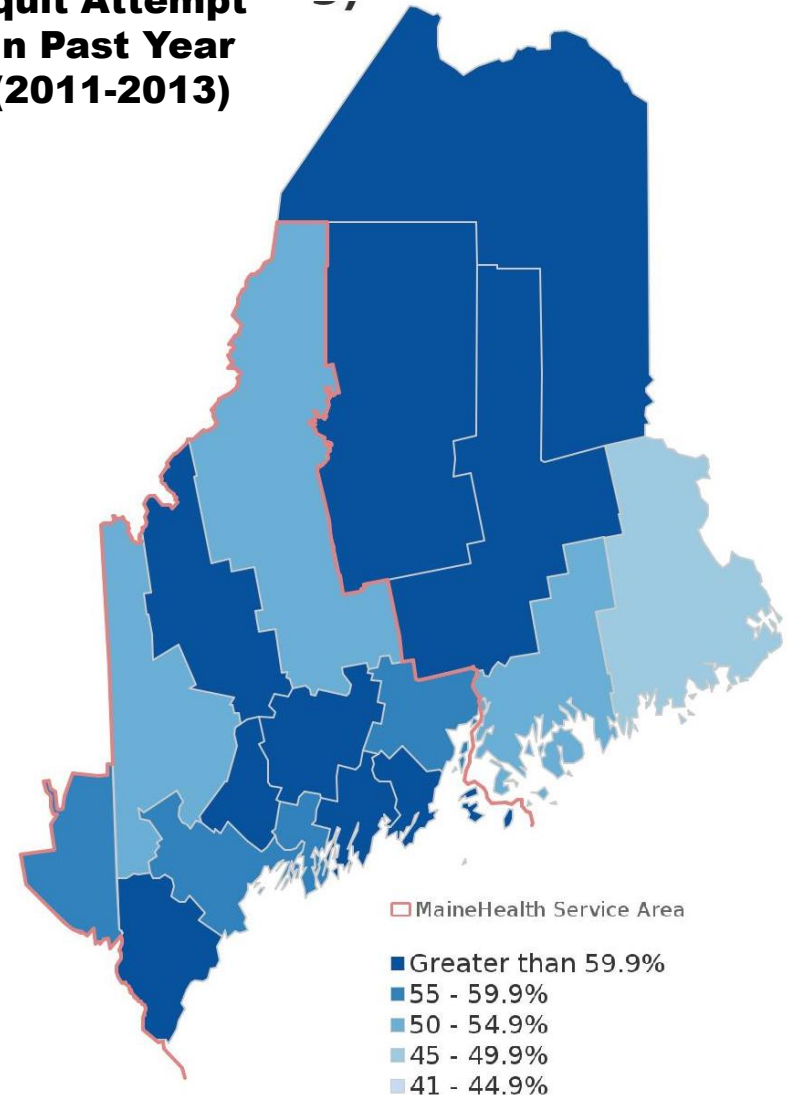 quit Attempt
n Past Year
(2011-2013)
MaineHealth Service Area
Greater than 59.9%
55 - 59.9%
50 - 54.9%
45 - 49.9%
41 - 44.9%